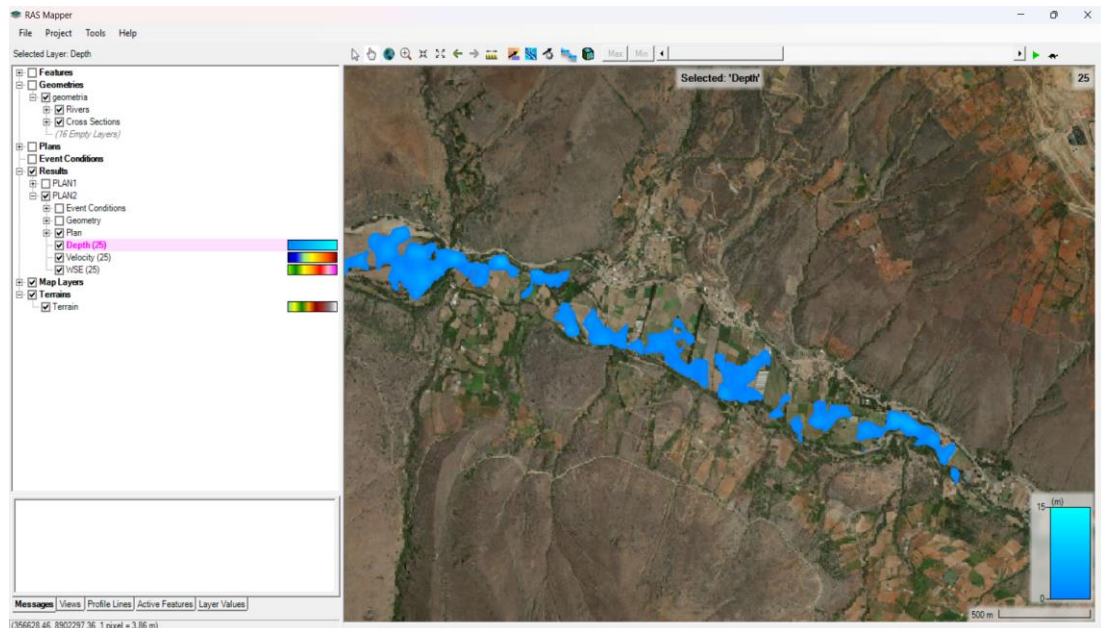 RAS Mapper
File Project Tools Help
Selected Layer: Depth
Max Min
Features
Geometries
geometria
Rivers
Cross Sections
(16 Empty Layers)
Plans
Event Conditions
Results
PLAN1
PLAN2
Event Conditions
Geometry
Plan
Depth (25)
Velocity (25)
WSE (25)
Map Layers
Terrains
Terrain
Selected: 'Depth'
25
(m)
15
0
500 m
Messages Views Profile Lines Active Features Layer Values
(356628.46, 8902297.36, 1 pixel = 3.86 m)